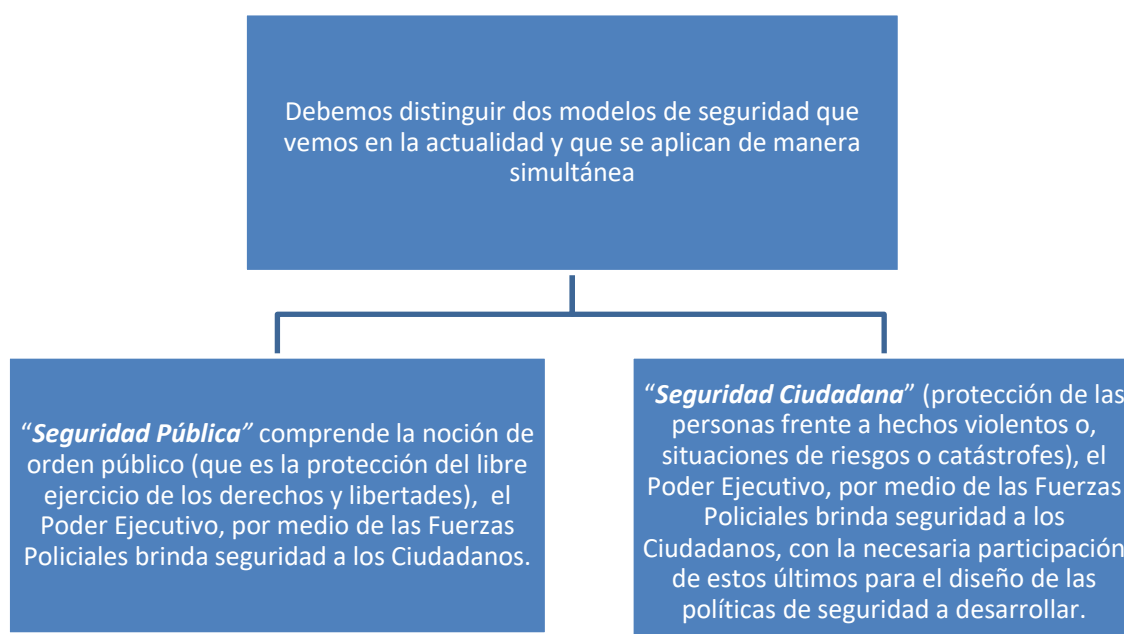 Debemos distinguir dos modelos de seguridad que
vemos en la actualidad y que se aplican de manera
simultánea
“Seguridad Pública” comprende la noción de
orden público (que es la protección del libre
ejercicio de los derechos y libertades), el
Poder Ejecutivo, por medio de las Fuerzas
Policiales brinda seguridad a los Ciudadanos.
“Seguridad Ciudadana” (protección de las
personas frente a hechos violentos o,
situaciones de riesgos o catástrofes), el
Poder Ejecutivo, por medio de las Fuerzas
Policiales brinda seguridad a los
Ciudadanos, con la necesaria participación
de estos últimos para el diseño de las
políticas de seguridad a desarrollar.